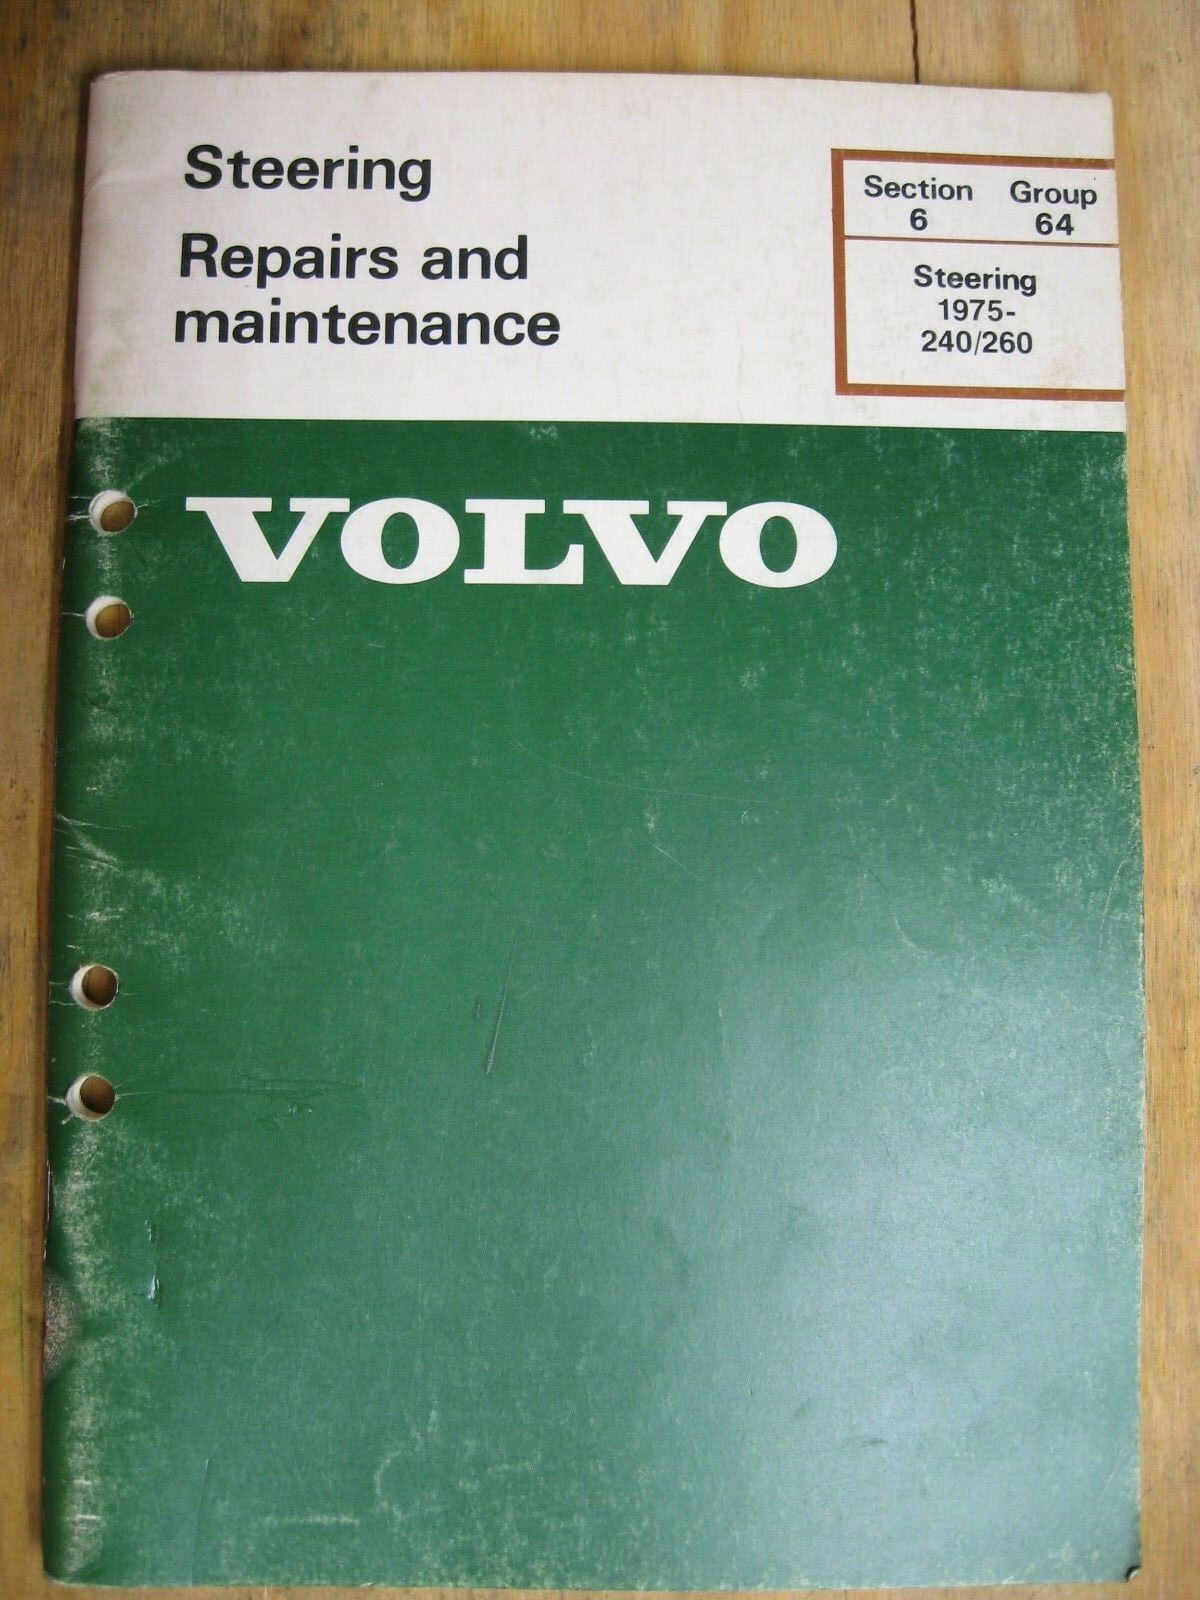 Steering
Repairs and
maintenance
Section Group
6 64
Steering
1975-
240/260
VOLVO